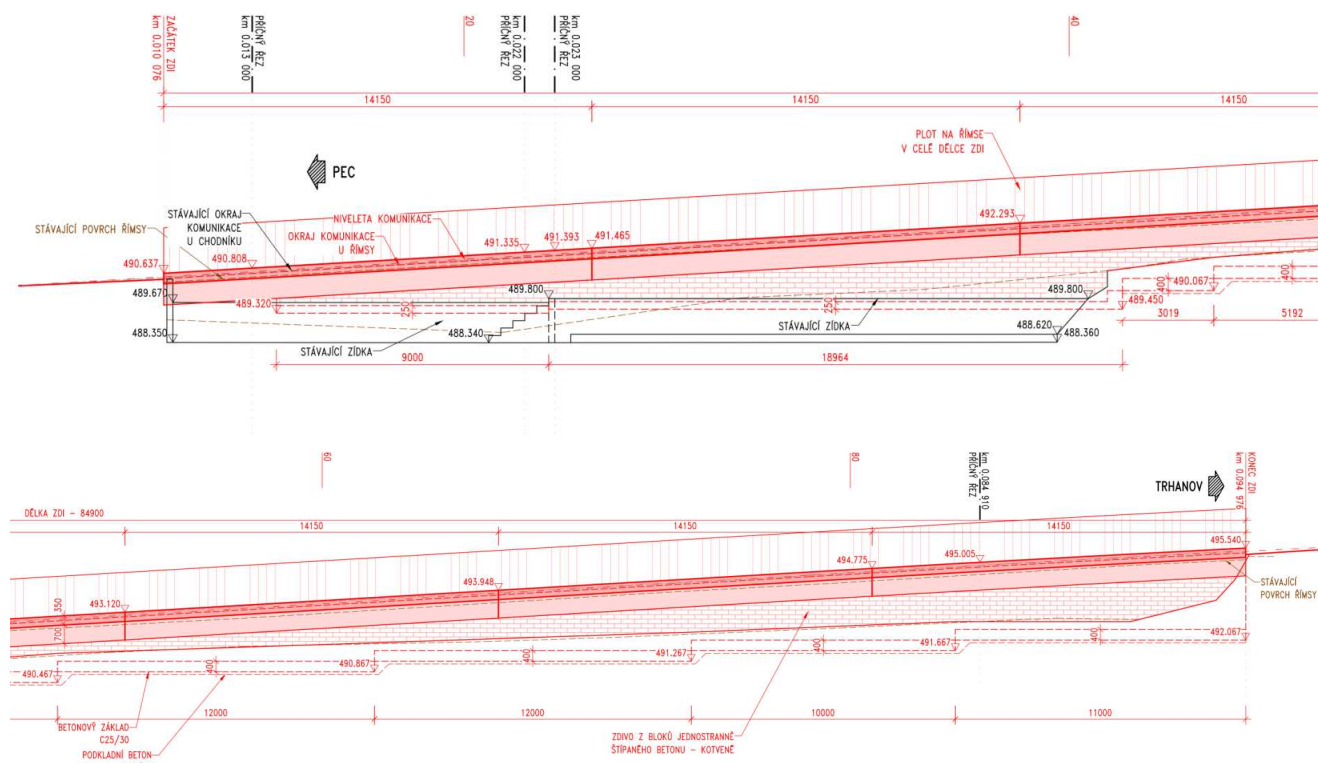 ZAČÁTEK ZDI
km 0,010 076
PŘÍČNÝ ŘEZ
km 0,013 000
20
PŘÍČNÝ ŘEZ
km 0,022 000
PŘÍČNÝ ŘEZ
km 0,023 000
40
14150
14150
14150
PEC
PLOT NA ŘÍMSE
V CELÉ DÉLCE ZDI
STÁVAJÍCÍ POVRCH ŘÍMSY
STÁVAJÍCÍ OKRAJ
KOMUNIKACE
U CHODNÍKU
NIVELETA KOMUNIKACE
OKRAJ KOMUNIKACE
U ŘÍMSY
490.637
490.808
491.335
491.393
491.465
492.293
489.670
489.320
250
489.800
250
489.800
400
490.067
400
489.450
488.350
488.340
STÁVAJÍCÍ ZÍDKA
STÁVAJÍCÍ ZÍDKA
488.620
488.360
3019
5192
9000
18964
60
80
PŘÍČNÝ ŘEZ
km 0,084 910
TRHANOV
KONEC ZDI
km 0,094 976
DÉLKA ZDI - 84900
14150
14150
14150
493.120
350
700
493.948
494.775
495.005
495.540
STÁVAJÍCÍ
POVRCH ŘÍMSY
490.467
400
490.867
400
491.267
400
491.667
400
492.067
12000
12000
10000
11000
BETONOVÝ ZÁKLAD
C25/30
PODKLADNÍ BETON
ZDIVO Z BLOKŮ JEDNOSTRANNĚ
ŠTÍPANÉHO BETONU - KOTVENÉ